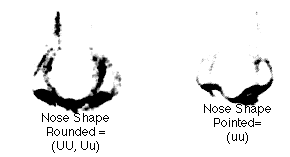 Nose Shape
Rounded =
(UU, Uu)
Nose Shape
Pointed=
(uu)